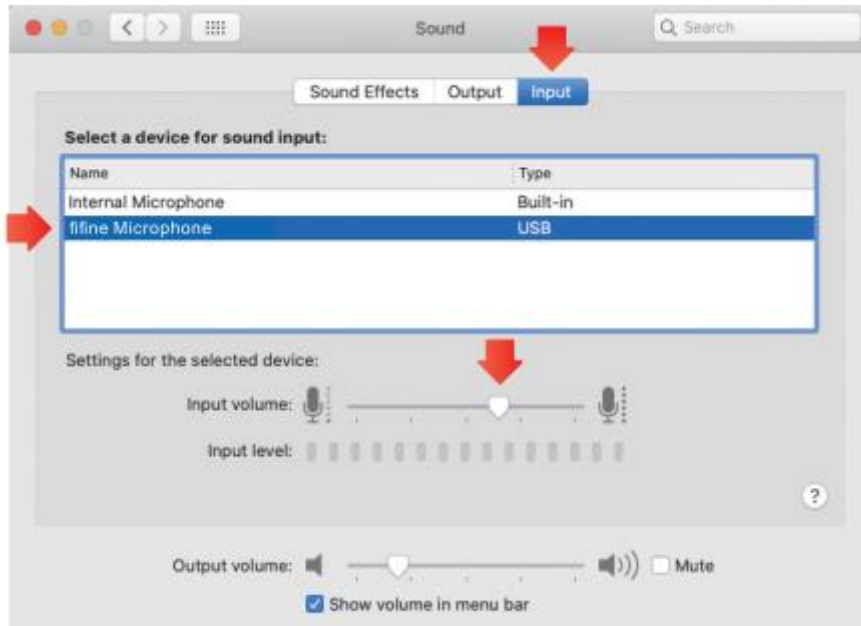 Sound
Search
Sound Effects Output Input
Select a device for sound input:
Name Type
Internal Microphone Built-in
fifine Microphone USB
Settings for the selected device:
Input volume:
Input level:
?
Output volume: Mute
Show volume in menu bar